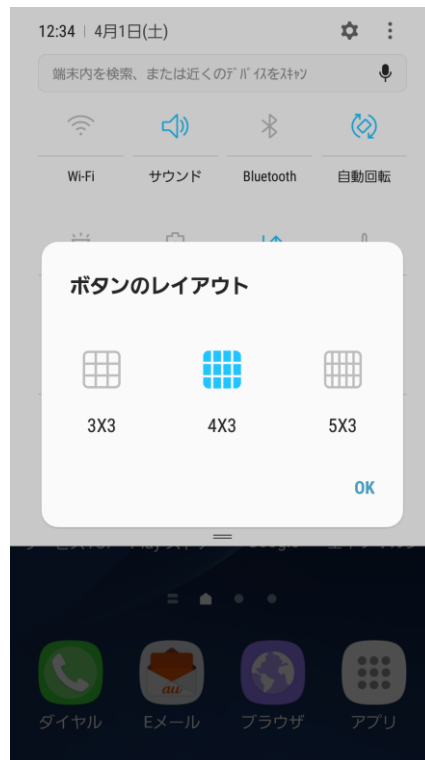 12:34 | 4月1日(土)
端末内を検索、または近くのﾃﾞﾊﾞｲｽをｽｷｬﾝ
Wi-Fi サウンド Bluetooth 自動回転
ボタンのレイアウト
3X3 4X3 5X3
OK
au
ダイヤル Eメール ブラウザ アプリ